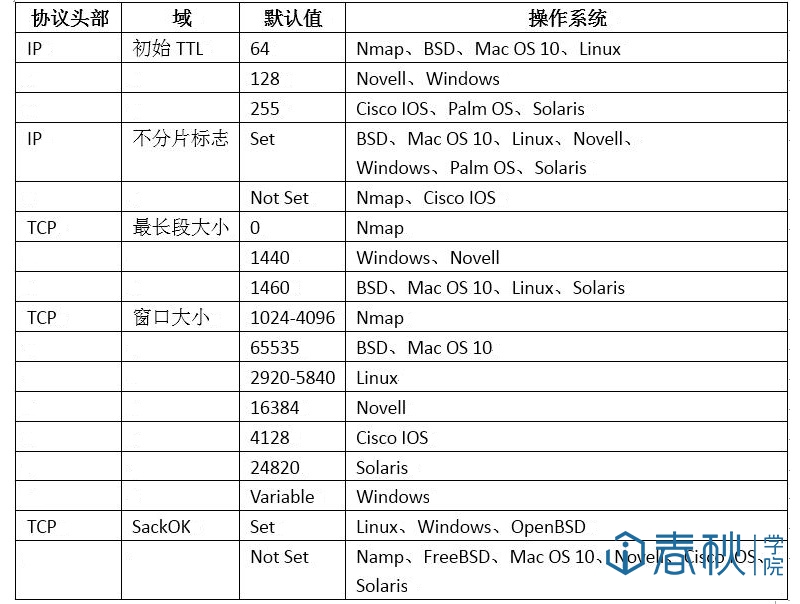 协议头部 域 默认值 操作系统
IP 初始 TTL 64 Nmap、BSD、Mac OS 10、Linux
128 Novell、Windows
255 Cisco IOS、Palm OS、Solaris
IP 不分片标志 Set BSD、Mac OS 10、Linux、Novell、
Windows、Palm OS、Solaris
Not Set Nmap、Cisco IOS
TCP 最长段大小 0 Nmap
1440 Windows、Novell
1460 BSD、Mac OS 10、Linux、Solaris
TCP 窗口大小 1024-4096 Nmap
65535 BSD、Mac OS 10
2920-5840 Linux
16384 Novell
4128 Cisco IOS
24820 Solaris
Variable Windows
TCP SackOK Set Linux、Windows、OpenBSD
Not Set Namp、FreeBSD、Mac OS 10、Novell、Cisco IOS、
Solaris
春秋学院